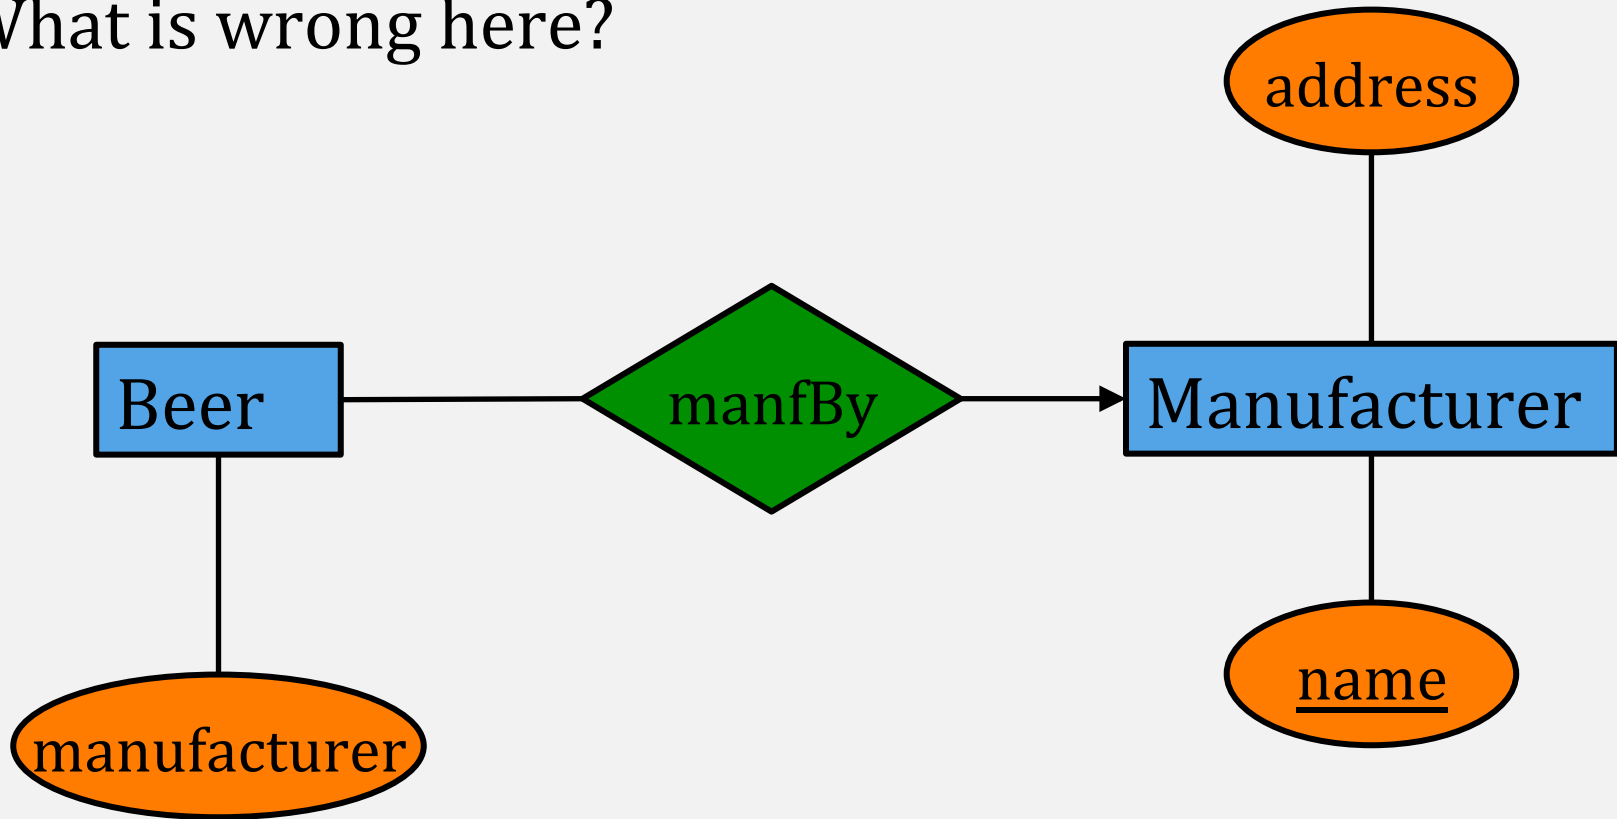 What is wrong here?
address
Beer
manfBy
Manufacturer
name
manufacturer